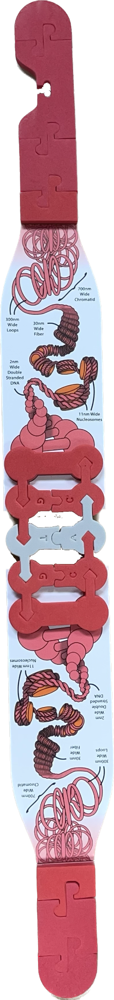 700nm
Wide
Chromatid
300nm
Wide
Loops
30nm
Wide
Fiber
2nm
Wide
Double
Stranded
DNA
11nm Wide
Nucleosomes
G C
T A
G C
11nm Wide
Nucleosomes
2nm
Wide
Double
Stranded
DNA
30nm
Wide
Fiber
300nm
Wide
Loops
700nm
Wide
Chromatid